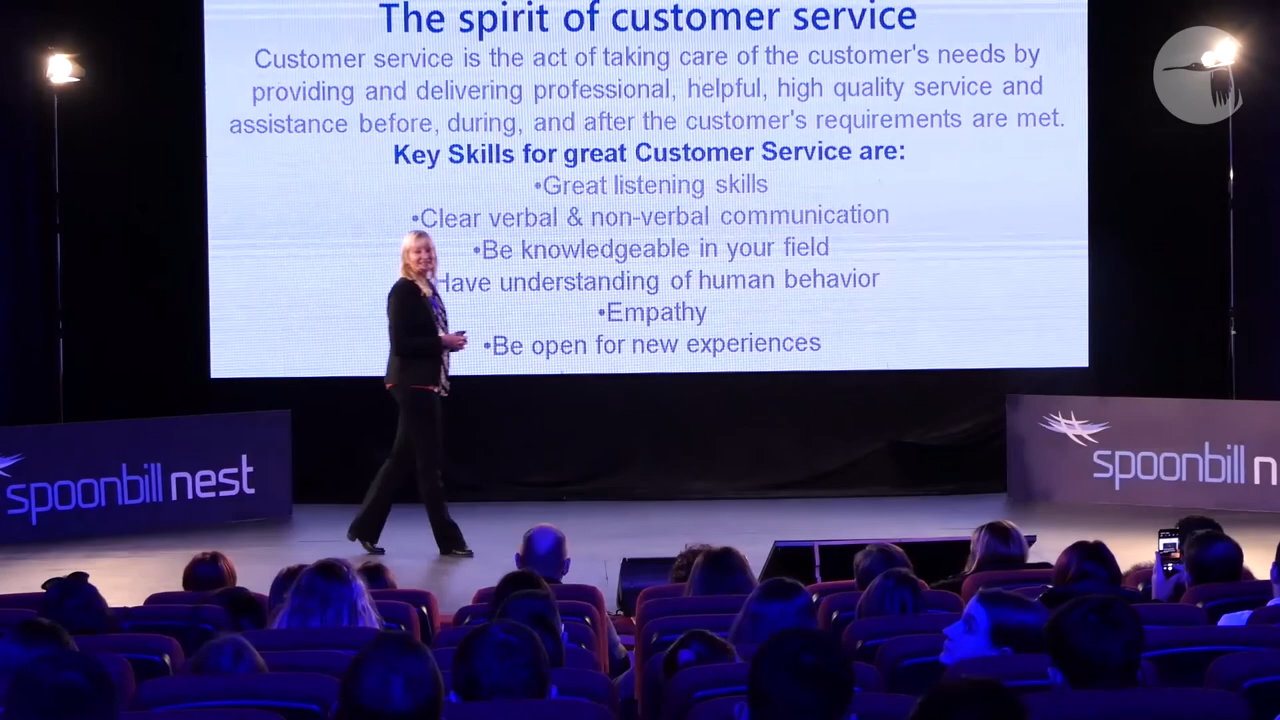 The spirit of customer service
Customer service is the act of taking care of the customer's needs by
providing and delivering professional, helpful, high quality service and
assistance before, during, and after the customer's requirements are met.
Key Skills for great Customer Service are:
•Great listening skills
•Clear verbal & non-verbal communication
•Be knowledgeable in your field
Have understanding of human behavior
•Empathy
•Be open for new experiences
spoonbill nest
spoonbill n